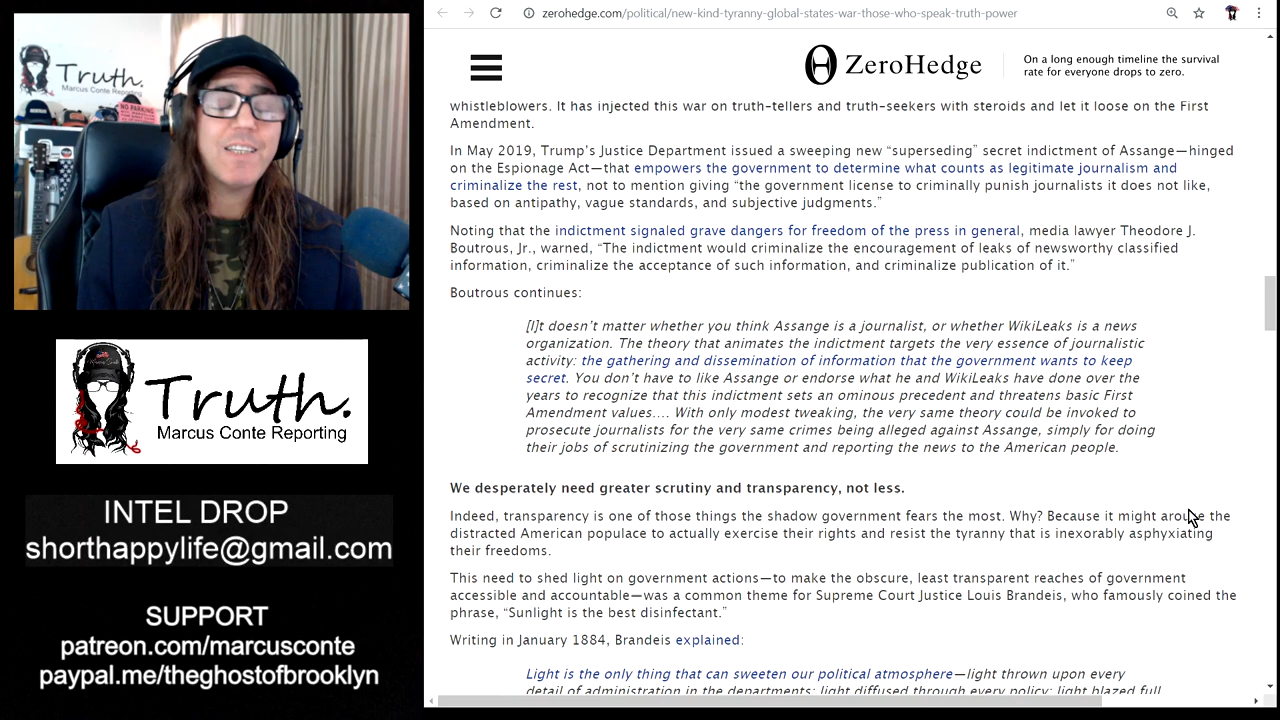 Truth.
Marcus Conte Reporting
NO PARKING
Truth.
Marcus Conte Reporting
INTEL DROP
shorthappylife@gmail.com
SUPPORT
patreon.com/marcusconte
paypal.me/theghostofbrooklyn
zerohedge.com/political/new-kind-tyranny-global-states-war-those-who-speak-truth-power
ZeroHedge
On a long enough timeline the survival
rate for everyone drops to zero.
whistleblowers. It has injected this war on truth-tellers and truth-seekers with steroids and let it loose on the First
Amendment.
In May 2019, Trump’s Justice Department issued a sweeping new “superseding” secret indictment of Assange—hinged
on the Espionage Act—that empowers the government to determine what counts as legitimate journalism and
criminalize the rest, not to mention giving “the government license to criminally punish journalists it does not like,
based on antipathy, vague standards, and subjective judgments.”
Noting that the indictment signaled grave dangers for freedom of the press in general, media lawyer Theodore J.
Boutrous, Jr., warned, “The indictment would criminalize the encouragement of leaks of newsworthy classified
information, criminalize the acceptance of such information, and criminalize publication of it.”
Boutrous continues:
[I]t doesn’t matter whether you think Assange is a journalist, or whether WikiLeaks is a news
organization. The theory that animates the indictment targets the very essence of journalistic
activity: the gathering and dissemination of information that the government wants to keep
secret. You don’t have to like Assange or endorse what he and WikiLeaks have done over the
years to recognize that this indictment sets an ominous precedent and threatens basic First
Amendment values…. With only modest tweaking, the very same theory could be invoked to
prosecute journalists for the very same crimes being alleged against Assange, simply for doing
their jobs of scrutinizing the government and reporting the news to the American people.
We desperately need greater scrutiny and transparency, not less.
Indeed, transparency is one of those things the shadow government fears the most. Why? Because it might arouse the
distracted American populace to actually exercise their rights and resist the tyranny that is inexorably asphyxiating
their freedoms.
This need to shed light on government actions—to make the obscure, least transparent reaches of government
accessible and accountable—was a common theme for Supreme Court Justice Louis Brandeis, who famously coined the
phrase, “Sunlight is the best disinfectant.”
Writing in January 1884, Brandeis explained:
Light is the only thing that can sweeten our political atmosphere—light thrown upon every
detail of administration in the departments; light diffused through every policy; light blazed full